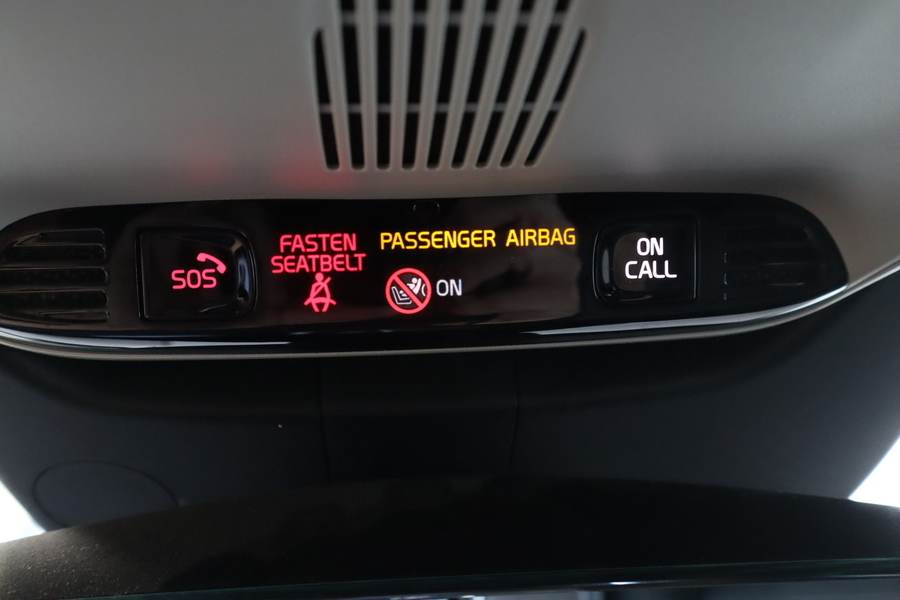 SOS
FASTEN
SEATBELT
PASSENGER AIRBAG
ON
ON
CALL